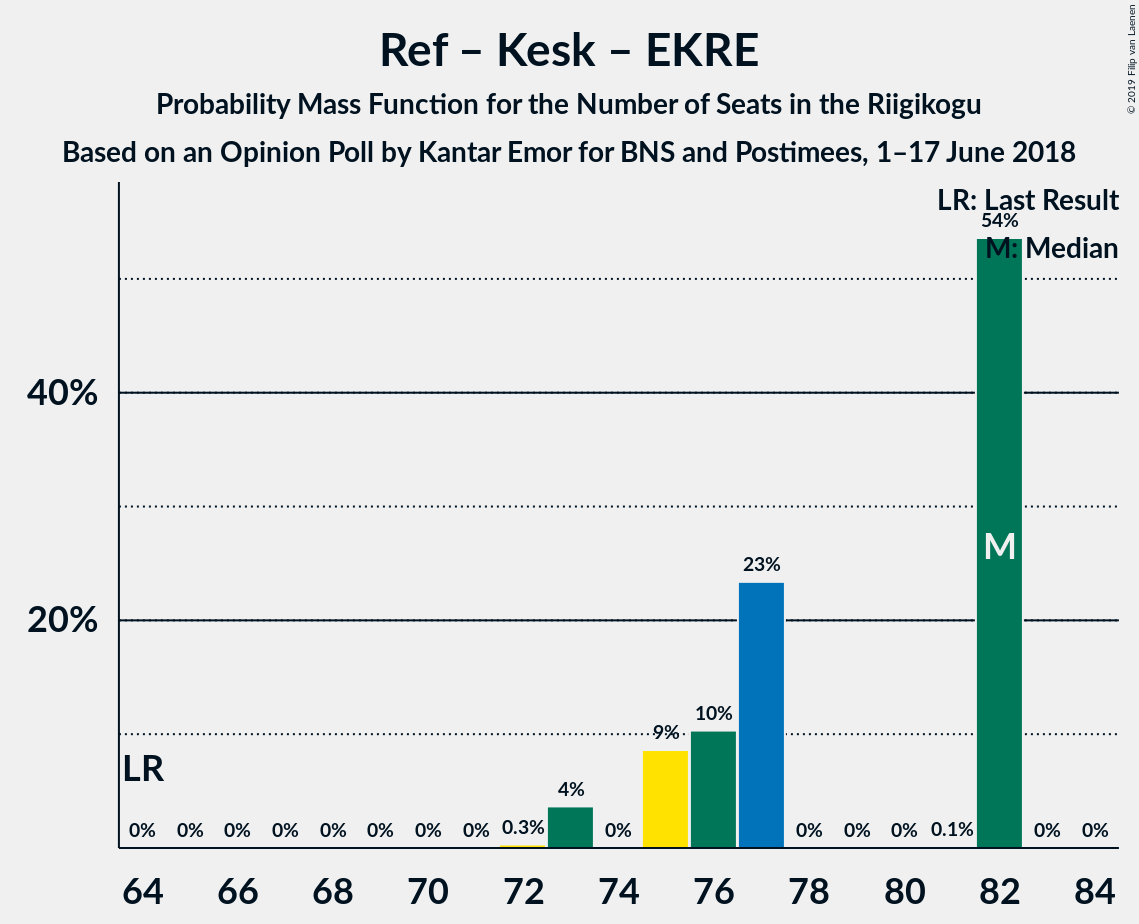 Ref – Kesk – EKRE
Probability Mass Function for the Number of Seats in the Riigikogu
Based on an Opinion Poll by Kantar Emor for BNS and Postimees, 1–17 June 2018
© 2019 Filip van Laenen
LR: Last Result
M: Median
54%
40%
20%
M
23%
10%
9%
LR
4%
0% 0% 0% 0% 0% 0% 0% 0% 0.3% 0% 0% 0% 0% 0.1% 0% 0%
64 66 68 70 72 74 76 78 80 82 84